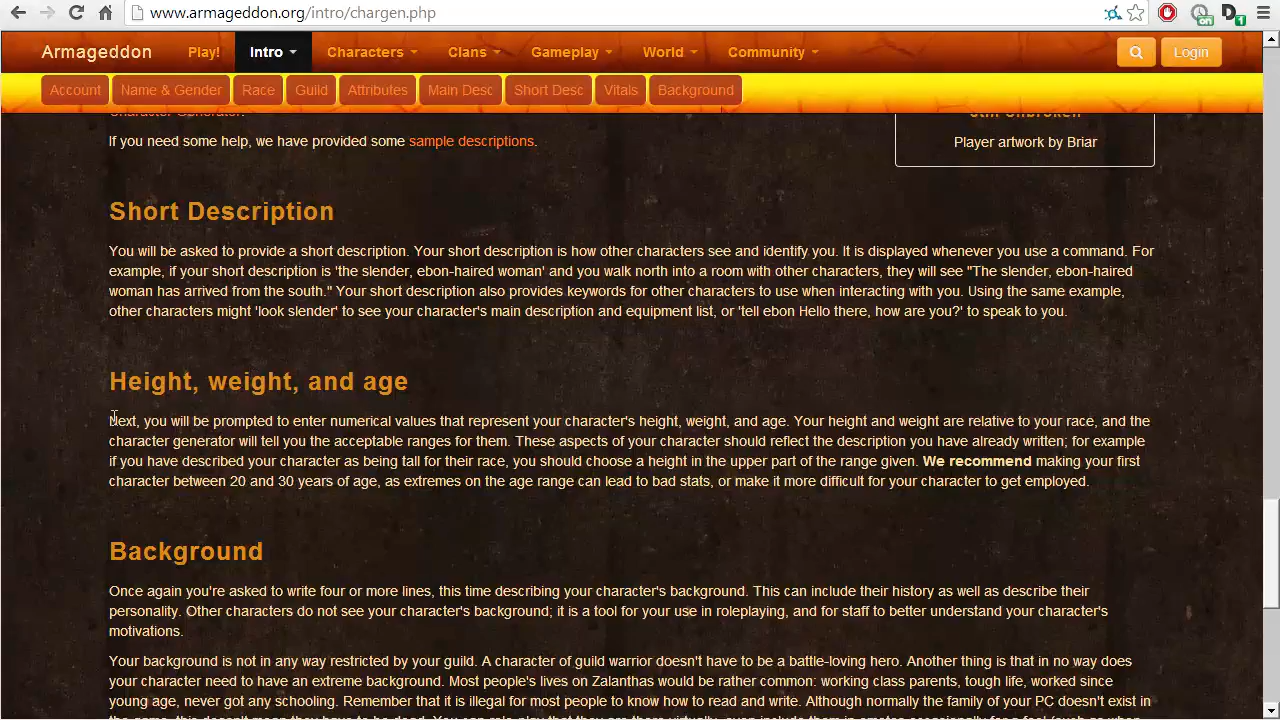 www.armageddon.org/intro/chargen.php
on
1
Armageddon Play! Intro Characters Clans Gameplay World Community Login
Account Name & Gender Race Guild Attributes Main Desc Short Desc Vitals Background
Character Generator.
If you need some help, we have provided some sample descriptions.
Player artwork by Briar
Short Description
You will be asked to provide a short description. Your short description is how other characters see and identify you. It is displayed whenever you use a command. For
example, if your short description is 'the slender, ebon-haired woman' and you walk north into a room with other characters, they will see "The slender, ebon-haired
woman has arrived from the south." Your short description also provides keywords for other characters to use when interacting with you. Using the same example,
other characters might 'look slender' to see your character's main description and equipment list, or 'tell ebon Hello there, how are you?' to speak to you.
Height, weight, and age
Next, you will be prompted to enter numerical values that represent your character's height, weight, and age. Your height and weight are relative to your race, and the
character generator will tell you the acceptable ranges for them. These aspects of your character should reflect the description you have already written; for example
if you have described your character as being tall for their race, you should choose a height in the upper part of the range given. We recommend making your first
character between 20 and 30 years of age, as extremes on the age range can lead to bad stats, or make it more difficult for your character to get employed.
Background
Once again you're asked to write four or more lines, this time describing your character's background. This can include their history as well as describe their
personality. Other characters do not see your character's background; it is a tool for your use in roleplaying, and for staff to better understand your character's
motivations.
Your background is not in any way restricted by your guild. A character of guild warrior doesn't have to be a battle-loving hero. Another thing is that in no way does
your character need to have an extreme background. Most people's lives on Zalanthas would be rather common: working class parents, tough life, worked since
young age, never got any schooling. Remember that it is illegal for most people to know how to read and write. Although normally the family of your PC doesn't exist in